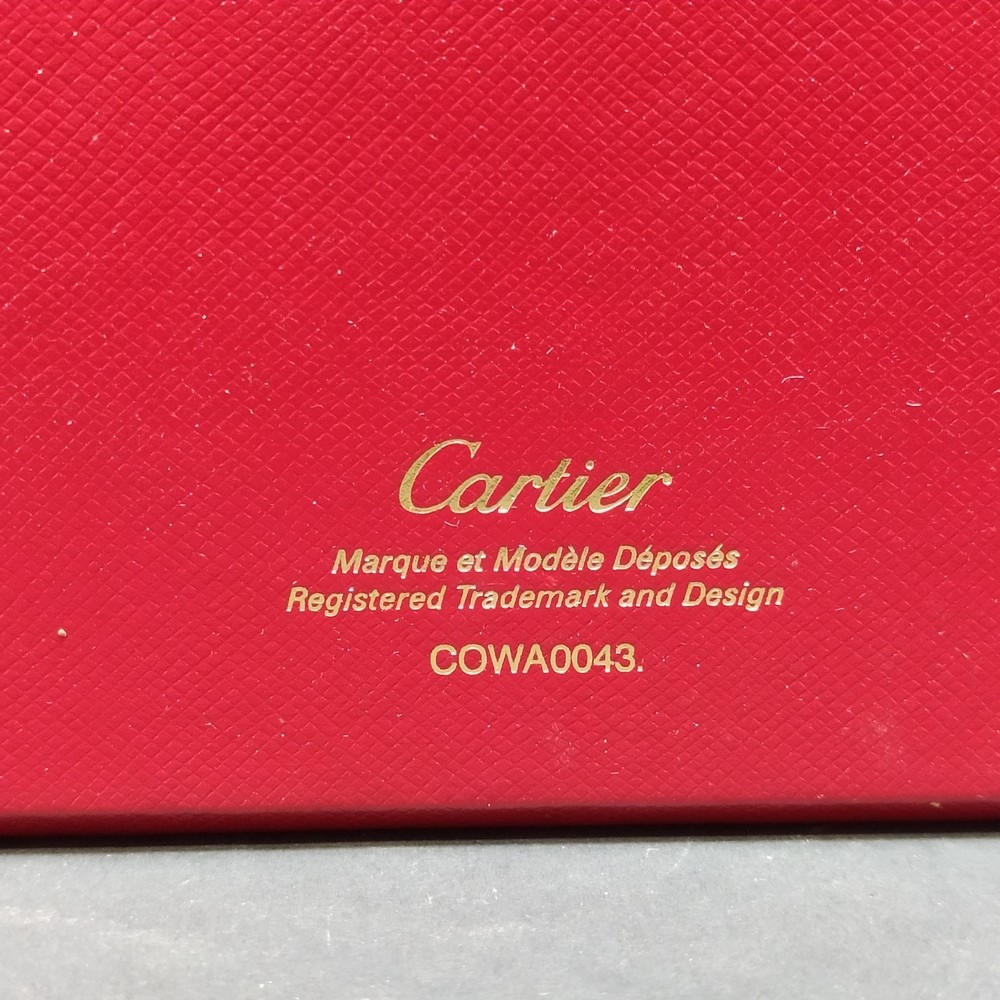 Cartier
Marque et Modèle Déposés
Registered Trademark and Design
COWA0043.